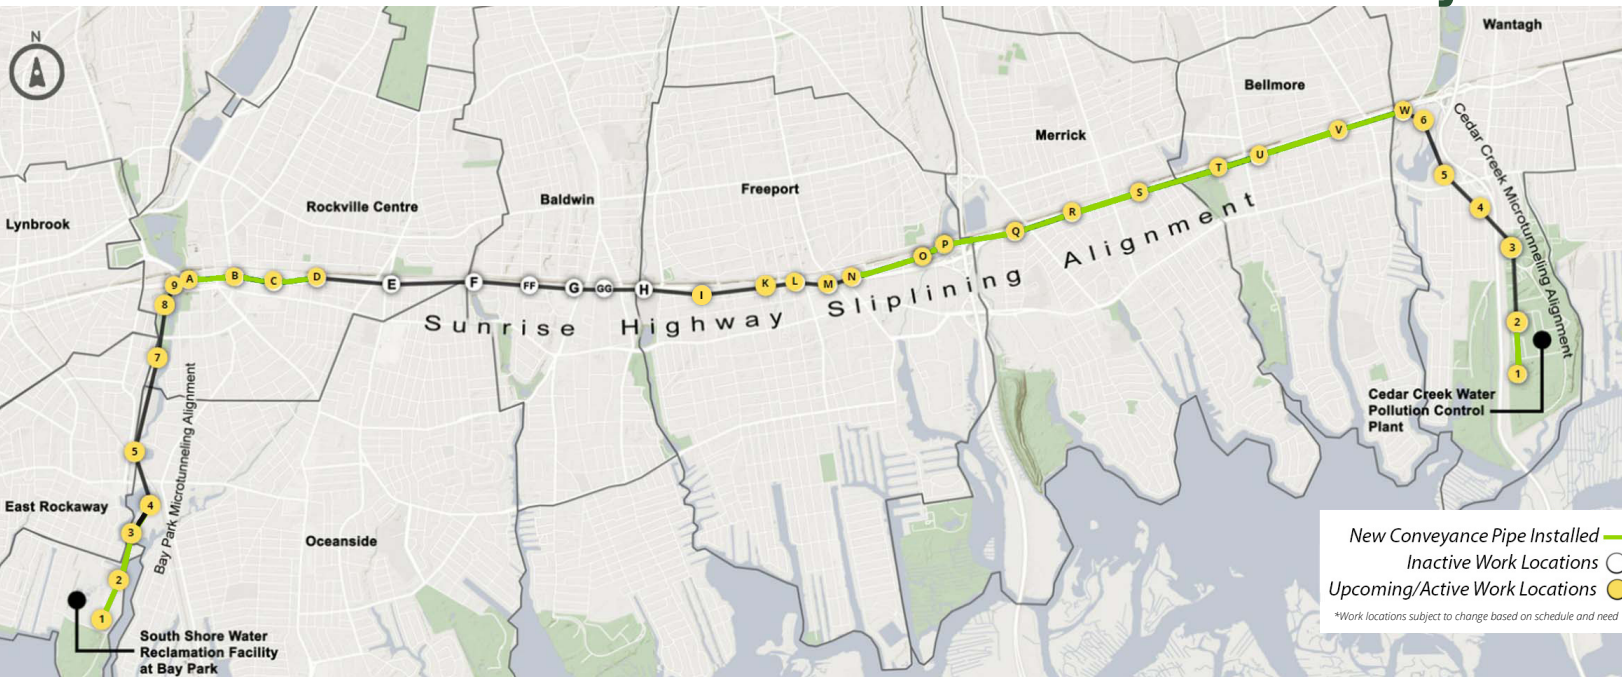 N
Wantagh
Bellmore
Merrick
Freeport
Baldwin
Rockville Centre
Lynbrook
East Rockaway
Oceanside
9
A
B
C
D
E
F
FF
G
GG
H
I
K
L
M
N
O
P
Q
R
S
T
U
V
W
6
5
4
3
2
1
8
7
5
4
3
2
1
Sunrise Highway Sliplining Alignment
Bay Park Microtunneling Alignment
Cedar Creek Microtunneling Alignment
Cedar Creek Water
Pollution Control
Plant
South Shore Water
Reclamation Facility
at Bay Park
New Conveyance Pipe Installed
Inactive Work Locations
Upcoming/Active Work Locations
*Work locations subject to change based on schedule and need